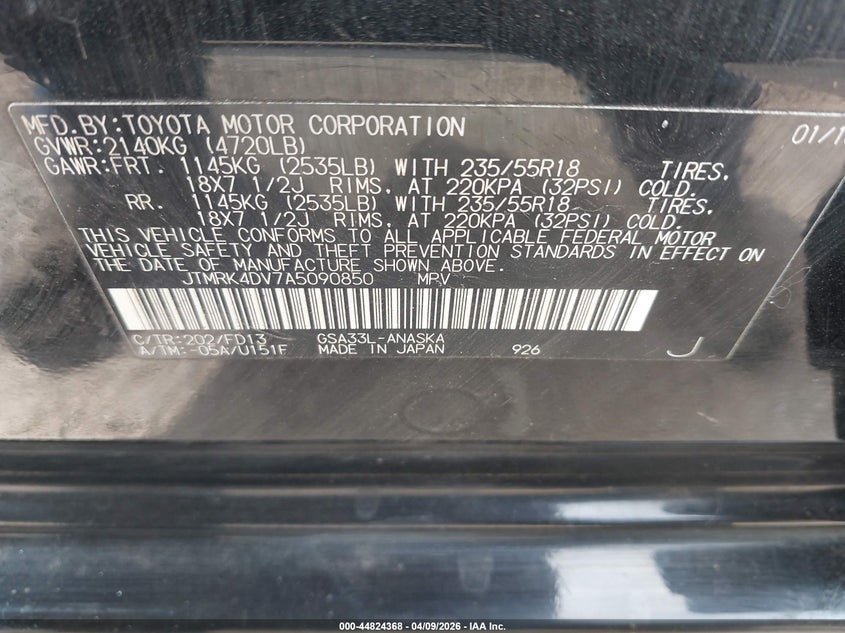 MFD.BY:TOYOTA MOTOR CORPORATION 01/10
GVWR:2140KG (4720LB)
GAWR:FRT. 1145KG (2535LB) WITH 235/55R18 TIRES,
18X7 1/2J RIMS, AT 220KPA (32PSI) COLD.
RR. 1145KG (2535LB) WITH 235/55R18 TIRES,
18X7 1/2J RIMS, AT 220KPA (32PSI) COLD.
THIS VEHICLE CONFORMS TO ALL APPLICABLE FEDERAL MOTOR
VEHICLE SAFETY AND THEFT PREVENTION STANDARDS IN EFFECT ON
THE DATE OF MANUFACTURE SHOWN ABOVE.
JTMRK4DV7A5090850 MPV
C/TR:202/FD13 GSA33L-ANASKA
A/TM:-05A/U151F MADE IN JAPAN 926 J
000-44824368 - 04/09/2026 - IAA Inc.